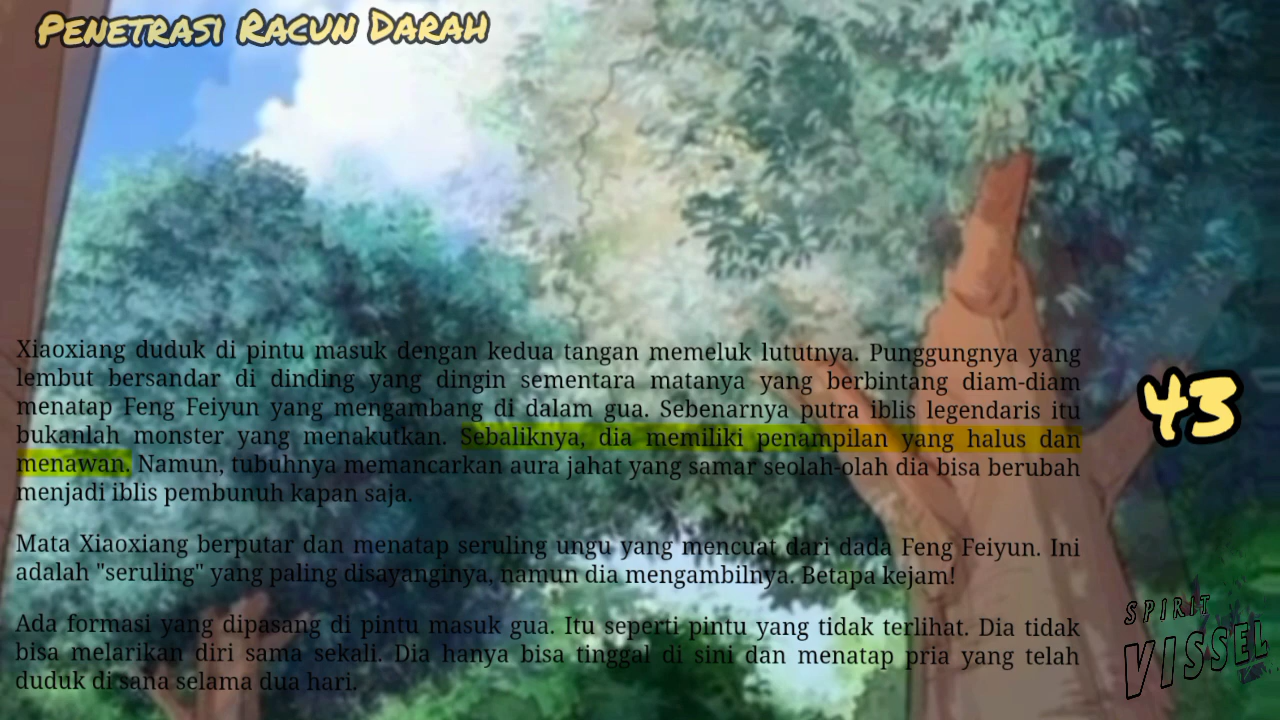 Penetrasi Racun Darah
Xiaoxiang duduk di pintu masuk dengan kedua tangan memeluk lututnya. Punggungnya yang
lembut bersandar di dinding yang dingin sementara matanya yang berbintang diam-diam
menatap Feng Feiyun yang mengambang di dalam gua. Sebenarnya putra iblis legendaris itu
bukanlah monster yang menakutkan. Sebaliknya, dia memiliki penampilan yang halus dan
menawan. Namun, tubuhnya memancarkan aura jahat yang samar seolah-olah dia bisa berubah
menjadi iblis pembunuh kapan saja.
Mata Xiaoxiang berputar dan menatap seruling ungu yang mencuat dari dada Feng Feiyun. Ini
adalah "seruling" yang paling disayanginya, namun dia mengambilnya. Betapa kejam!
Ada formasi yang dipasang di pintu masuk gua. Itu seperti pintu yang tidak terlihat. Dia tidak
bisa melarikan diri sama sekali. Dia hanya bisa tinggal di sini dan menatap pria yang telah
duduk di sana selama dua hari.
43
SPIRIT
VISSEL